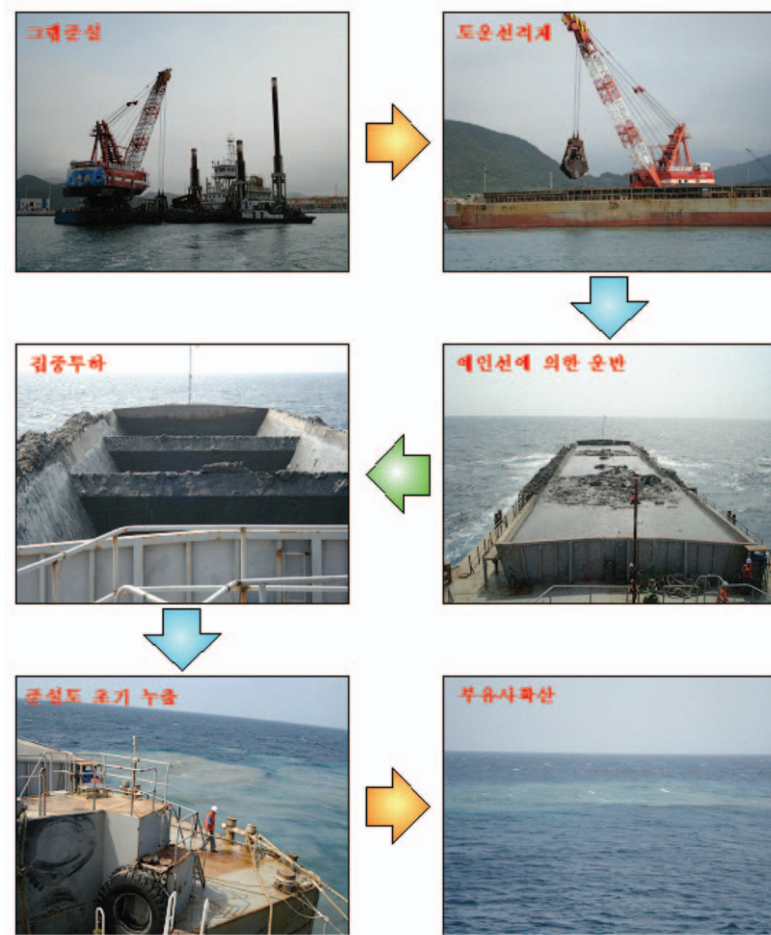 그랩준설
토운선적재
예인선에 의한 운반
집중투하
준설토 초기 누출
부유사확산